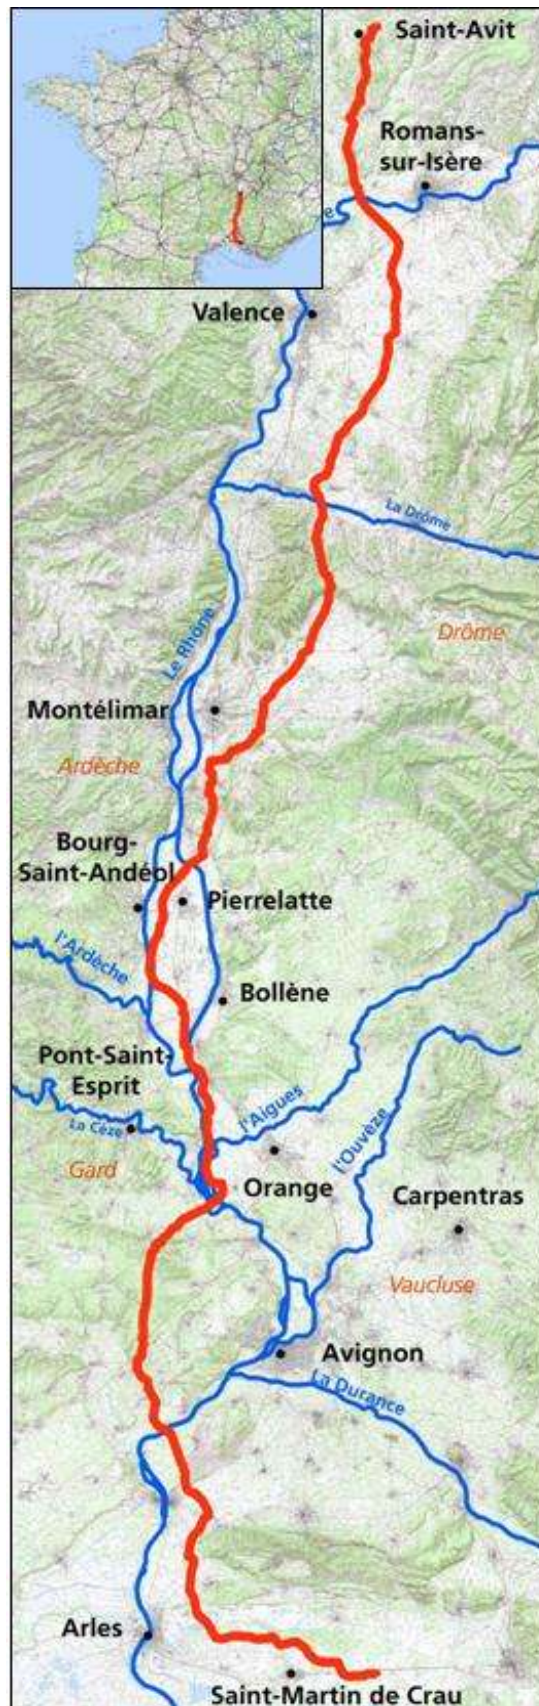 Saint-Avit
Romans-
sur-Isère
Valence
La Drôme
Drôme
Le Rhône
Montélimar
Ardèche
Bourg-
Saint-Andéol
Pierrelatte
l'Ardèche
Bollène
Pont-Saint-
Esprit
l'Aigues
La Cèze
l'Ouvèze
Gard
Orange
Carpentras
Vaucluse
Avignon
La Durance
Arles
Saint-Martin de Crau